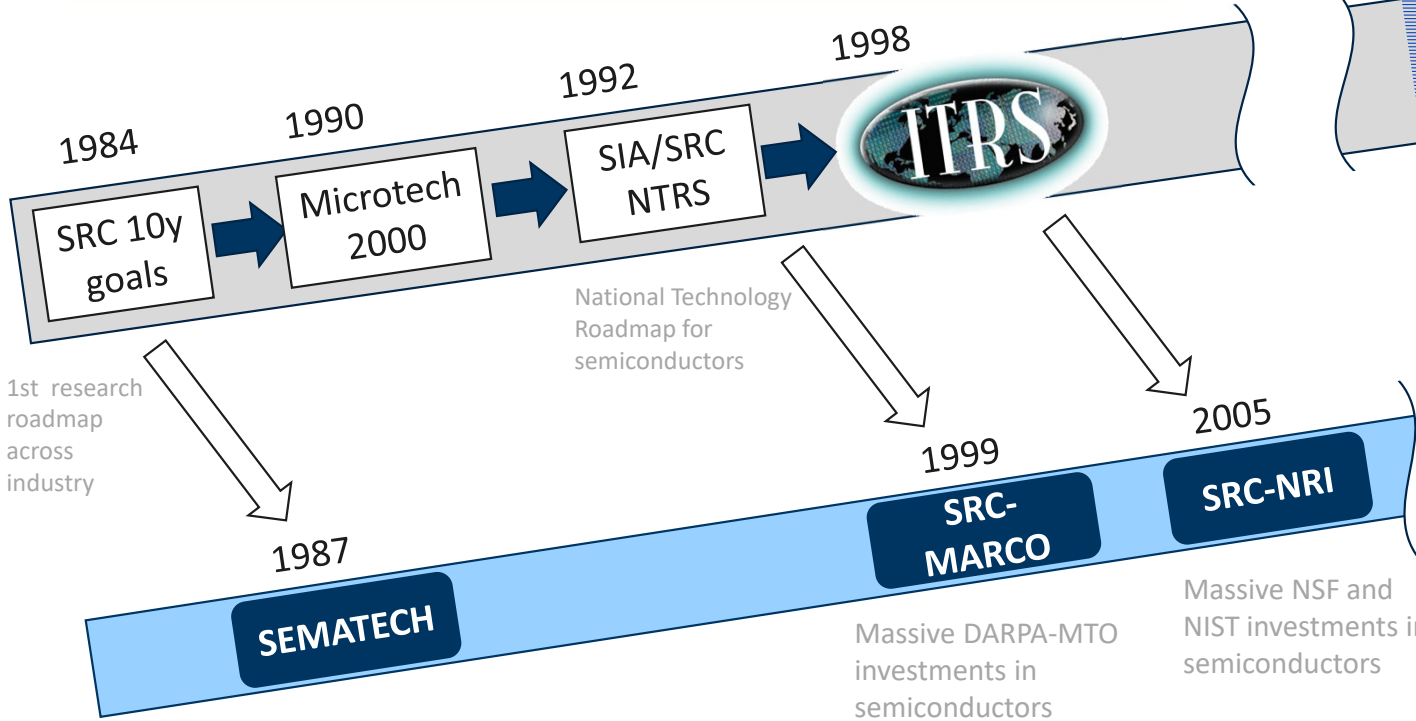 1984
SRC 10y
goals
1st research
roadmap
across
industry
1990
Microtech
2000
1992
SIA/SRC
NTRS
National Technology
Roadmap for
semiconductors
1998
ITRS
1987
SEMATECH
1999
SRC-
MARCO
Massive DARPA-MTO
investments in
semiconductors
2005
SRC-NRI
Massive NSF and
NIST investments
semiconductors